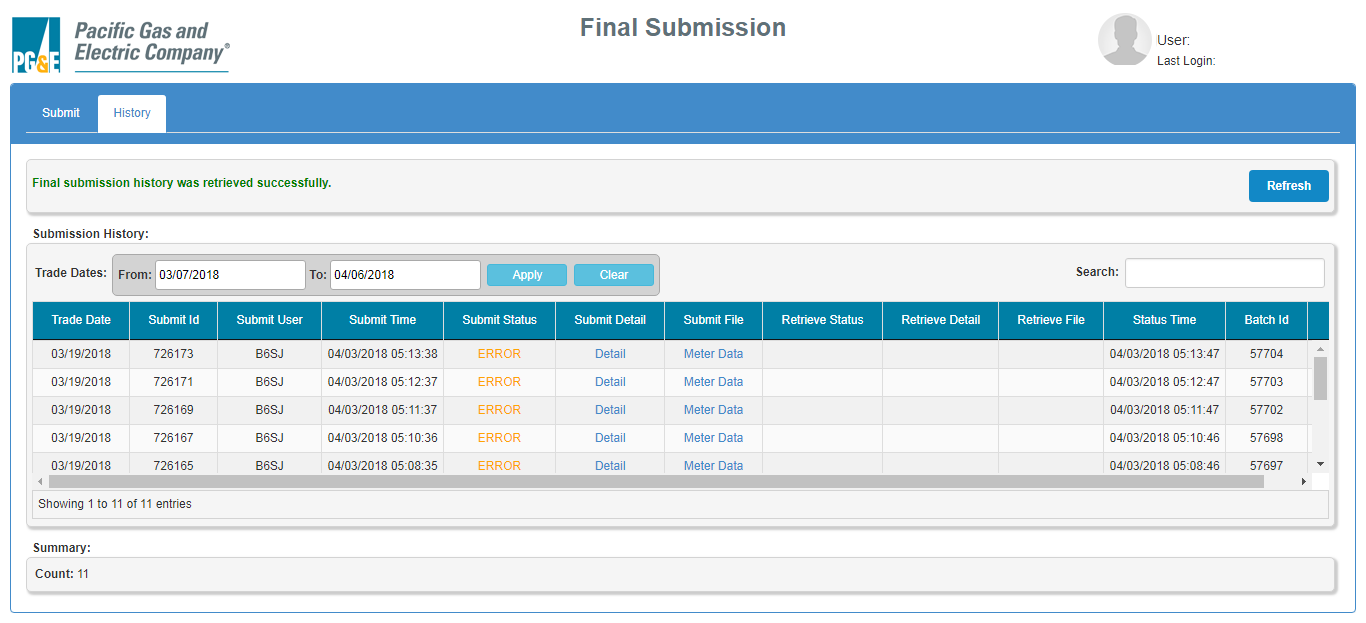 PG&E
Pacific Gas and
Electric Company®
Final Submission
User:
Last Login:
Submit History
Final submission history was retrieved successfully. Refresh
Submission History:
Trade Dates: From: 03/07/2018 To: 04/06/2018 Apply Clear Search:
Trade Date Submit Id Submit User Submit Time Submit Status Submit Detail Submit File Retrieve Status Retrieve Detail Retrieve File Status Time Batch Id
03/19/2018 726173 B6SJ 04/03/2018 05:13:38 ERROR Detail Meter Data 04/03/2018 05:13:47 57704
03/19/2018 726171 B6SJ 04/03/2018 05:12:37 ERROR Detail Meter Data 04/03/2018 05:12:47 57703
03/19/2018 726169 B6SJ 04/03/2018 05:11:37 ERROR Detail Meter Data 04/03/2018 05:11:47 57702
03/19/2018 726167 B6SJ 04/03/2018 05:10:36 ERROR Detail Meter Data 04/03/2018 05:10:46 57698
03/19/2018 726165 B6SJ 04/03/2018 05:08:35 ERROR Detail Meter Data 04/03/2018 05:08:46 57697
Showing 1 to 11 of 11 entries
Summary:
Count: 11